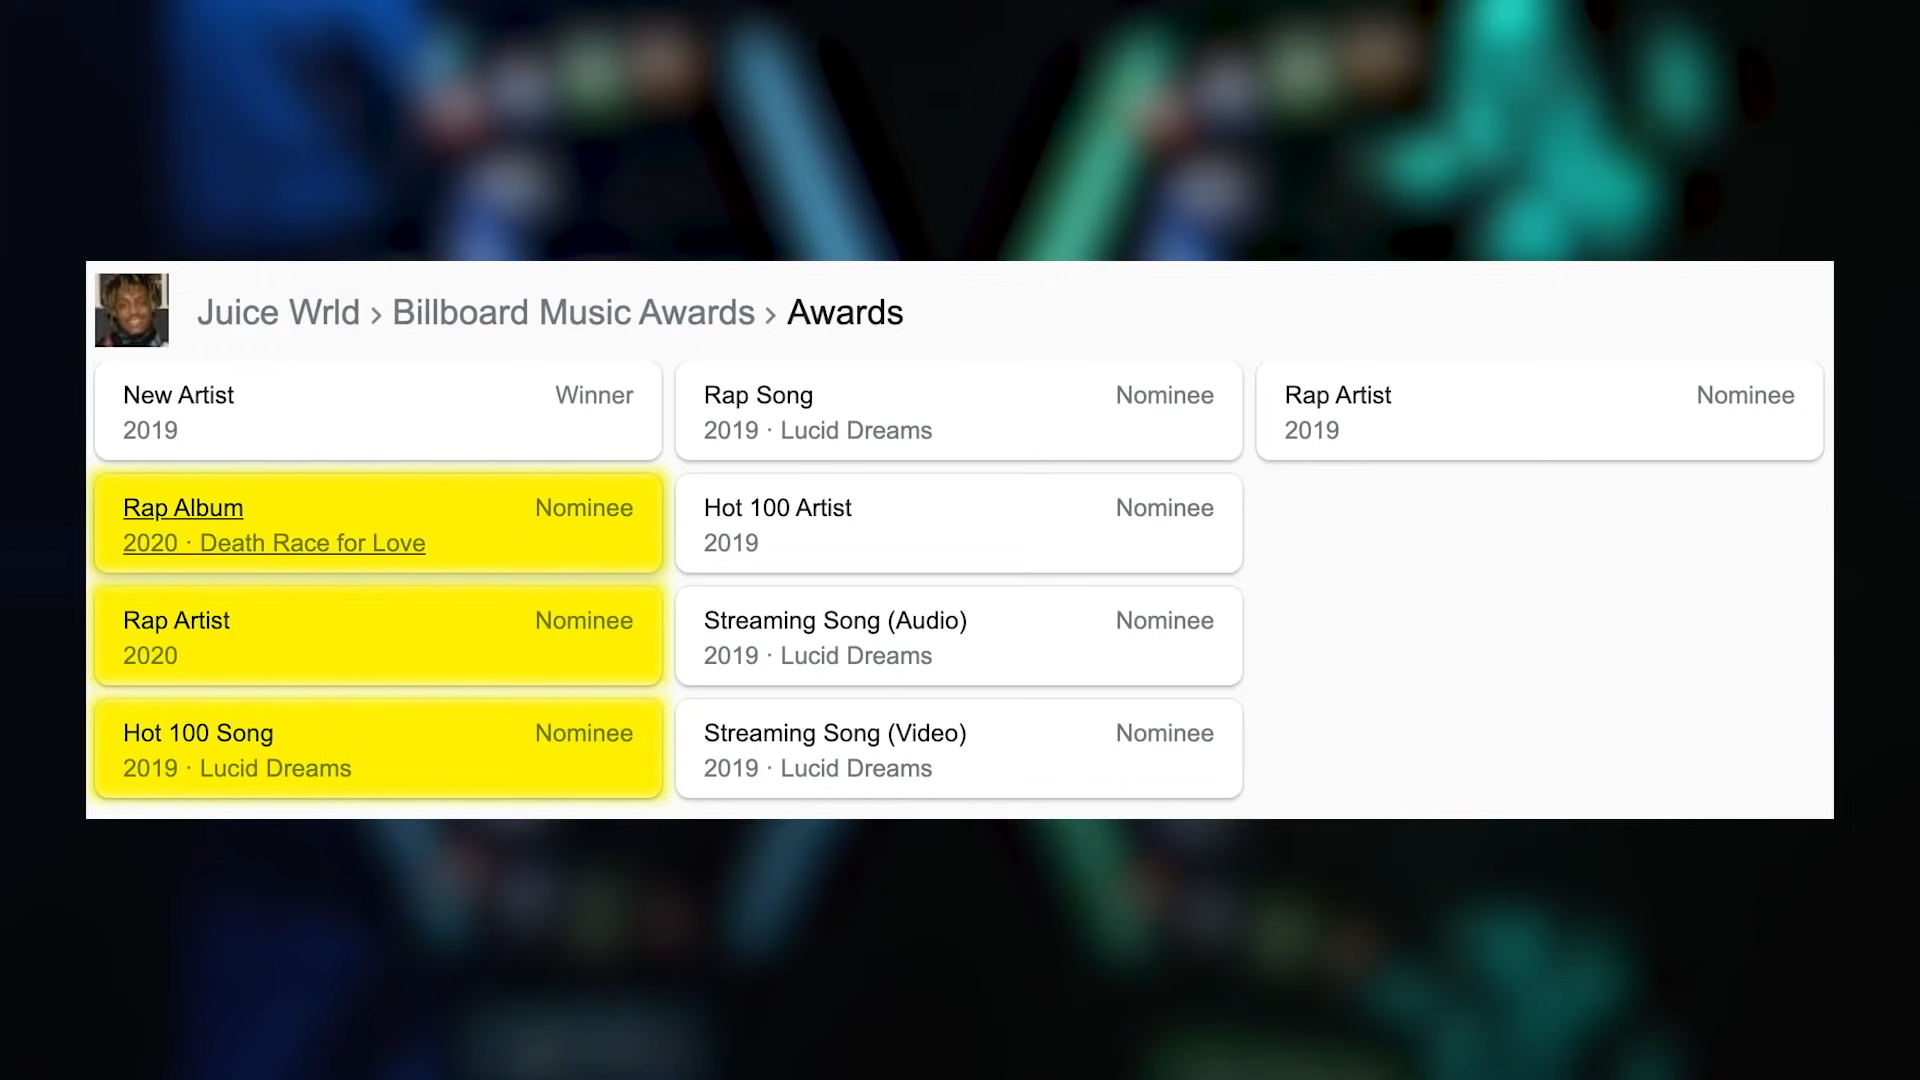 Juice Wrld › Billboard Music Awards › Awards
New Artist Winner
2019
Rap Album Nominee
2020 · Death Race for Love
Rap Artist Nominee
2020
Hot 100 Song Nominee
2019 · Lucid Dreams
Rap Song Nominee
2019 · Lucid Dreams
Hot 100 Artist Nominee
2019
Streaming Song (Audio) Nominee
2019 · Lucid Dreams
Streaming Song (Video) Nominee
2019 · Lucid Dreams
Rap Artist Nominee
2019